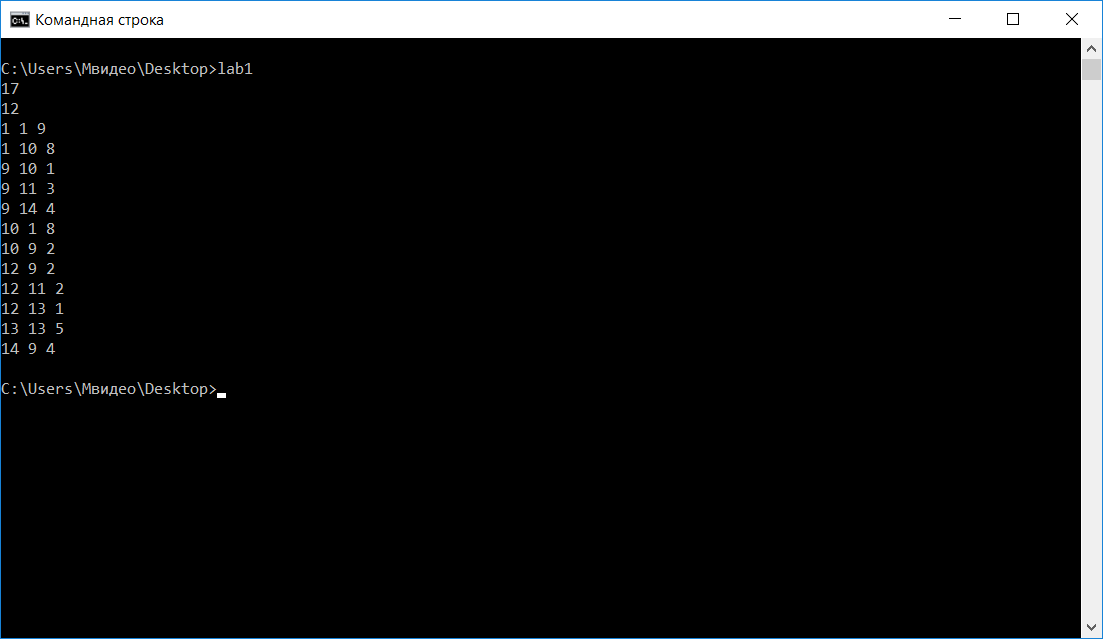 Командная строка
C:\Users\Мвидео\Desktop>lab1
17
12
1 1 9
1 10 8
9 10 1
9 11 3
9 14 4
10 1 8
10 9 2
12 9 2
12 11 2
12 13 1
13 13 5
14 9 4
C:\Users\Мвидео\Desktop>